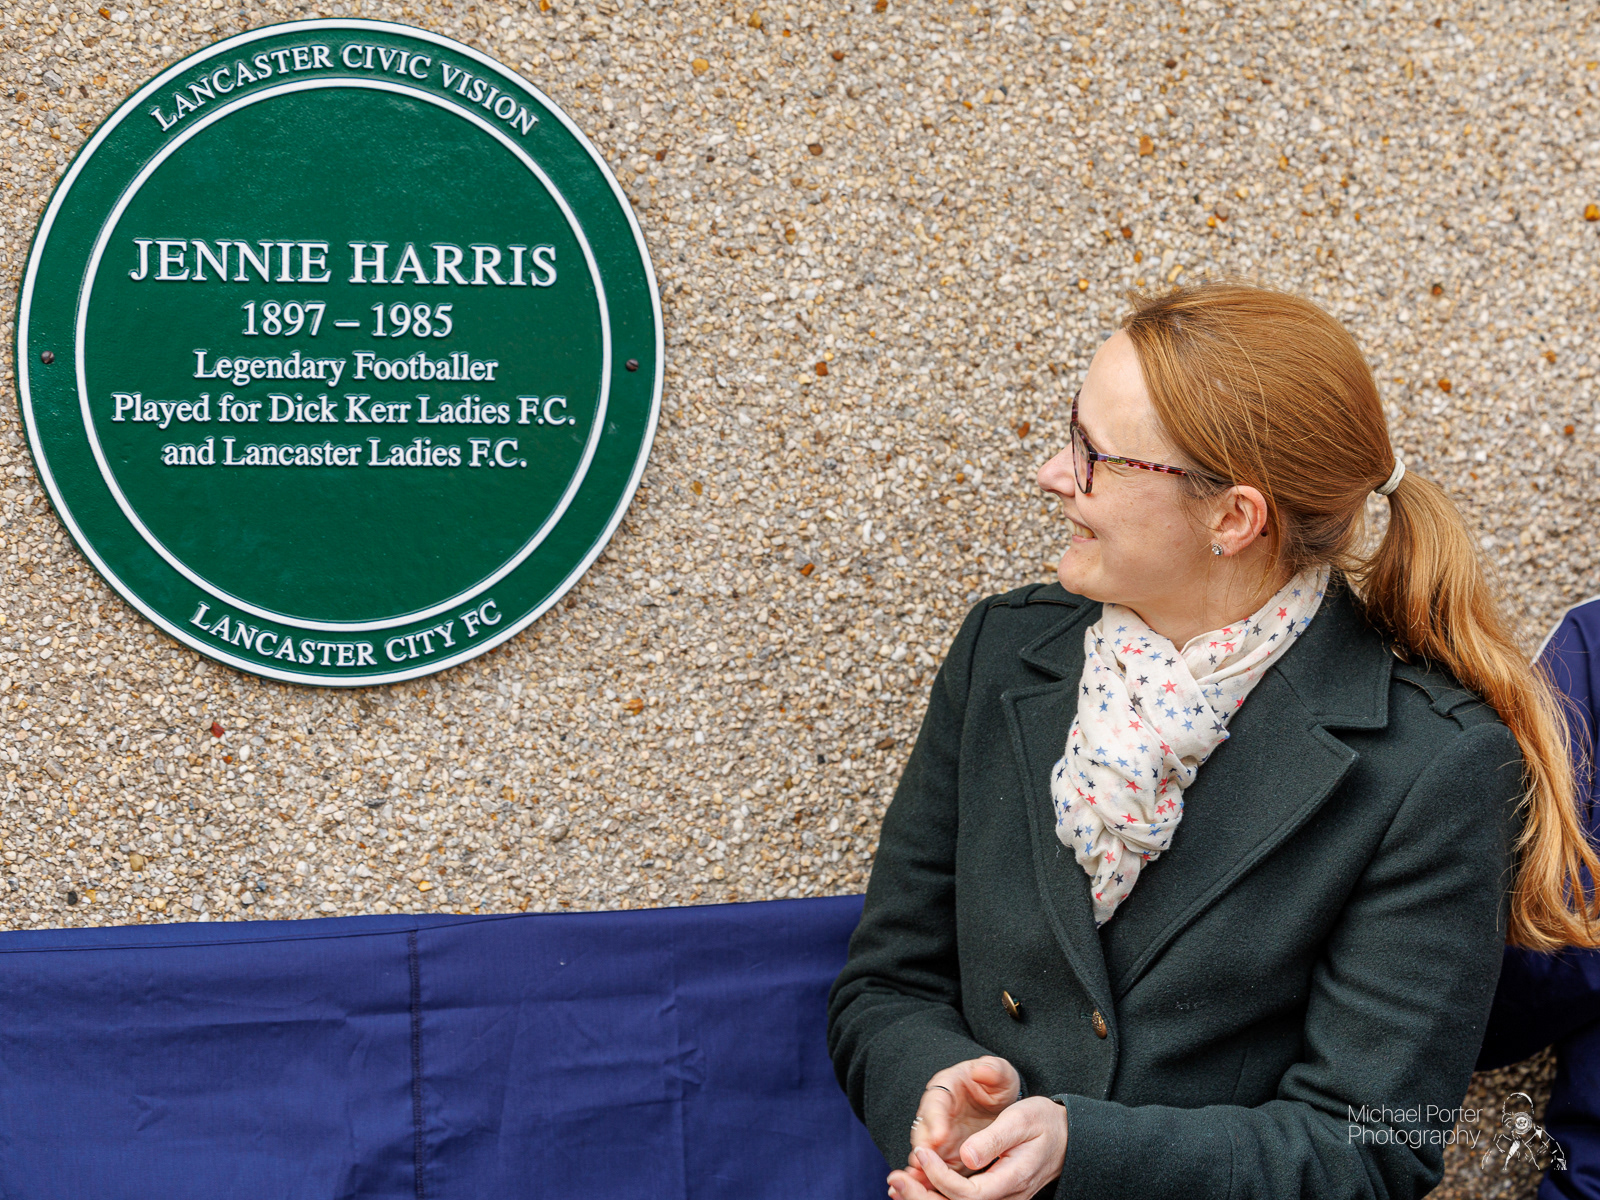 LANCASTER CIVIC VISION
JENNIE HARRIS
1897 – 1985
Legendary Footballer
Played for Dick Kerr Ladies F.C.
and Lancaster Ladies F.C.
LANCASTER CITY FC
Michael Porter
Photography